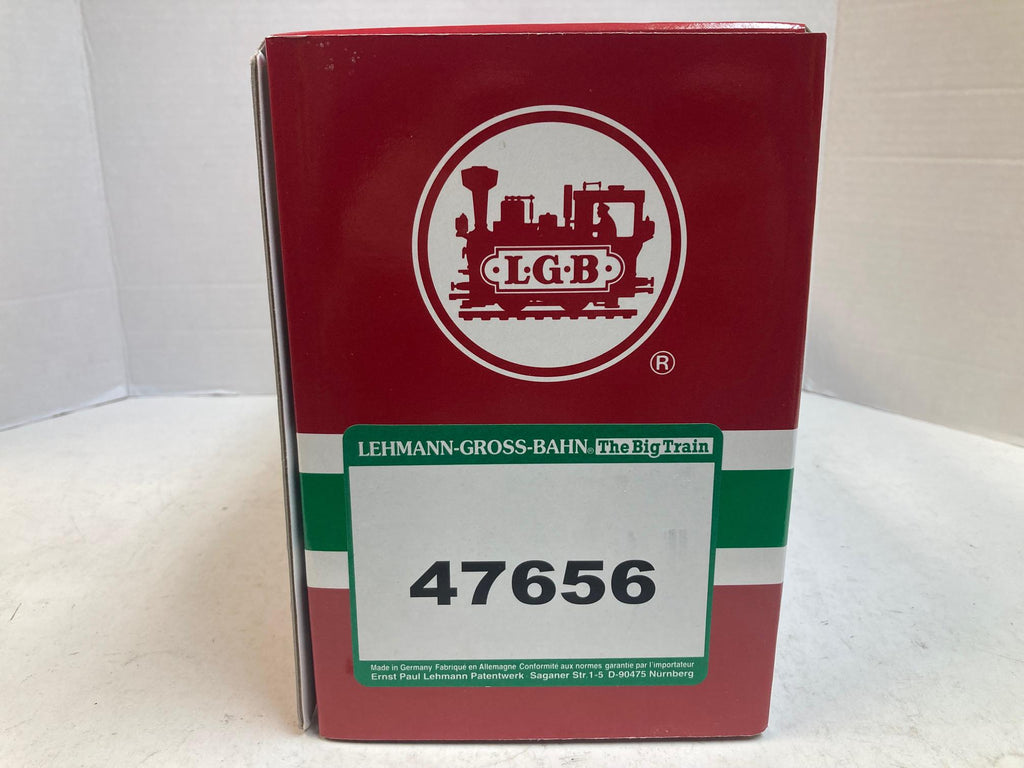 ·L·G·B·
®
LEHMANN-GROSS-BAHN® The Big Train
47656
Made in Germany Fabriqué en Allemagne Conformité aux normes garantie par l'importateur
Ernst Paul Lehmann Patentwerk Saganer Str.1-5 D-90475 Nürnberg